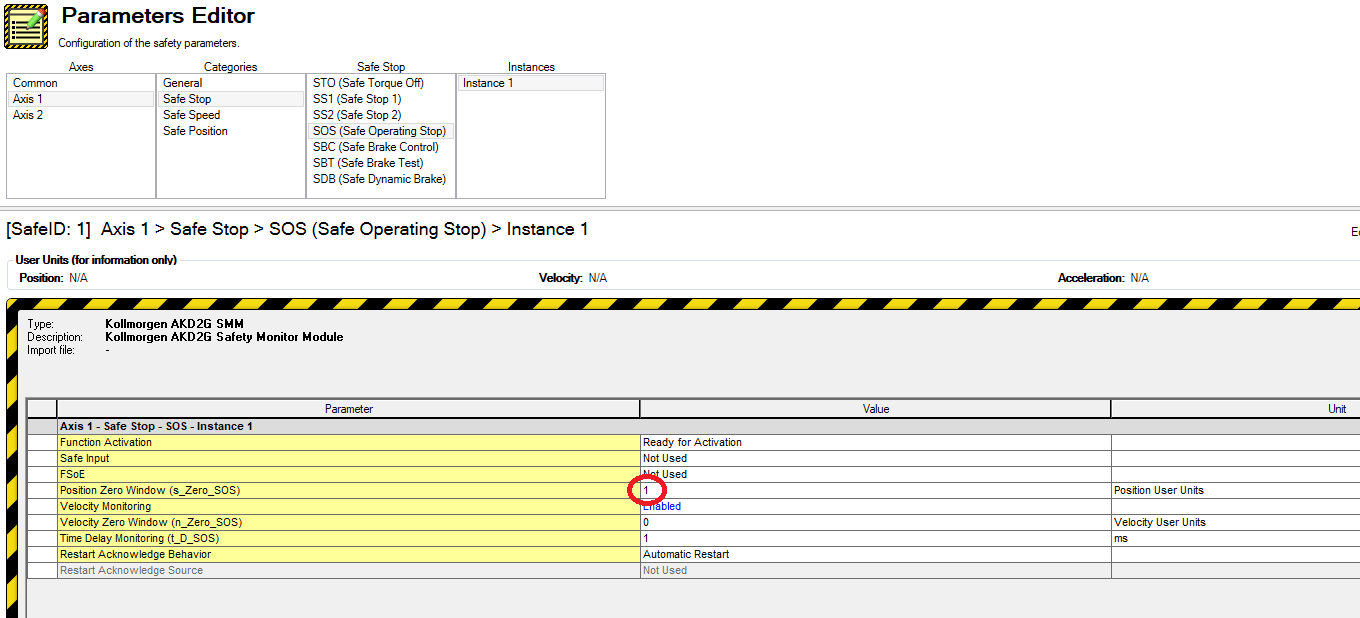 Parameters Editor
Configuration of the safety parameters.
Axes Categories Safe Stop Instances
Common General STO (Safe Torque Off) Instance 1
Axis 1 Safe Stop SS1 (Safe Stop 1)
Axis 2 Safe Speed SS2 (Safe Stop 2)
Safe Position SOS (Safe Operating Stop)
SBC (Safe Brake Control)
SBT (Safe Brake Test)
SDB (Safe Dynamic Brake)
[SafeID: 1] Axis 1 > Safe Stop > SOS (Safe Operating Stop) > Instance 1
User Units (for information only)
Position: N/A Velocity: N/A Acceleration: N/A
Type: Kollmorgen AKD2G SMM
Description: Kollmorgen AKD2G Safety Monitor Module
Import file: -
Parameter Value Unit
Axis 1 - Safe Stop - SOS - Instance 1
Function Activation Ready for Activation
Safe Input Not Used
FSoE Not Used
Position Zero Window (s_Zero_SOS) 1 Position User Units
Velocity Monitoring Enabled
Velocity Zero Window (n_Zero_SOS) 0 Velocity User Units
Time Delay Monitoring (t_D_SOS) 1 ms
Restart Acknowledge Behavior Automatic Restart
Restart Acknowledge Source Not Used